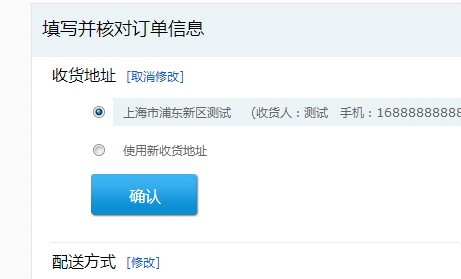 填写并核对订单信息
收货地址 [取消修改]
上海市浦东新区测试 (收货人：测试 手机：16888888888
使用新收货地址
确认
配送方式 [修改]